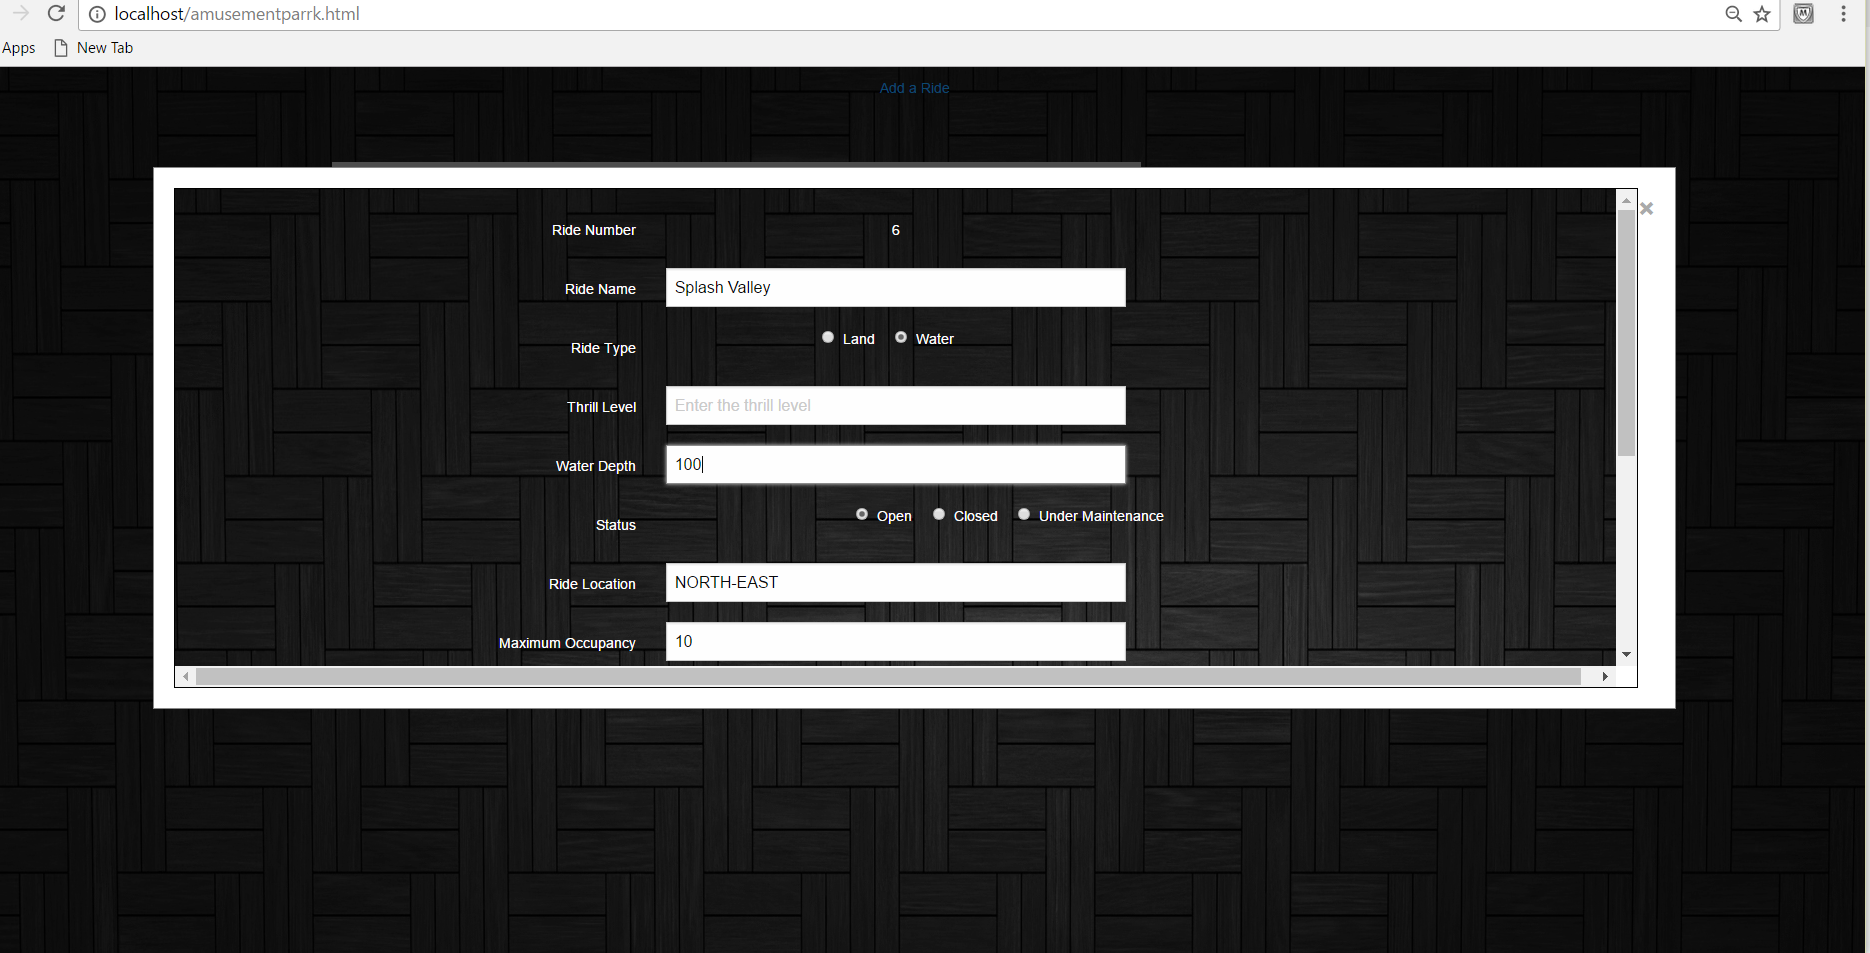 localhost/amusementparrk.html
Apps New Tab
Add a Ride
Ride Number 6
Ride Name Splash Valley
Ride Type Land Water
Thrill Level Enter the thrill level
Water Depth 100
Status Open Closed Under Maintenance
Ride Location NORTH-EAST
Maximum Occupancy 10